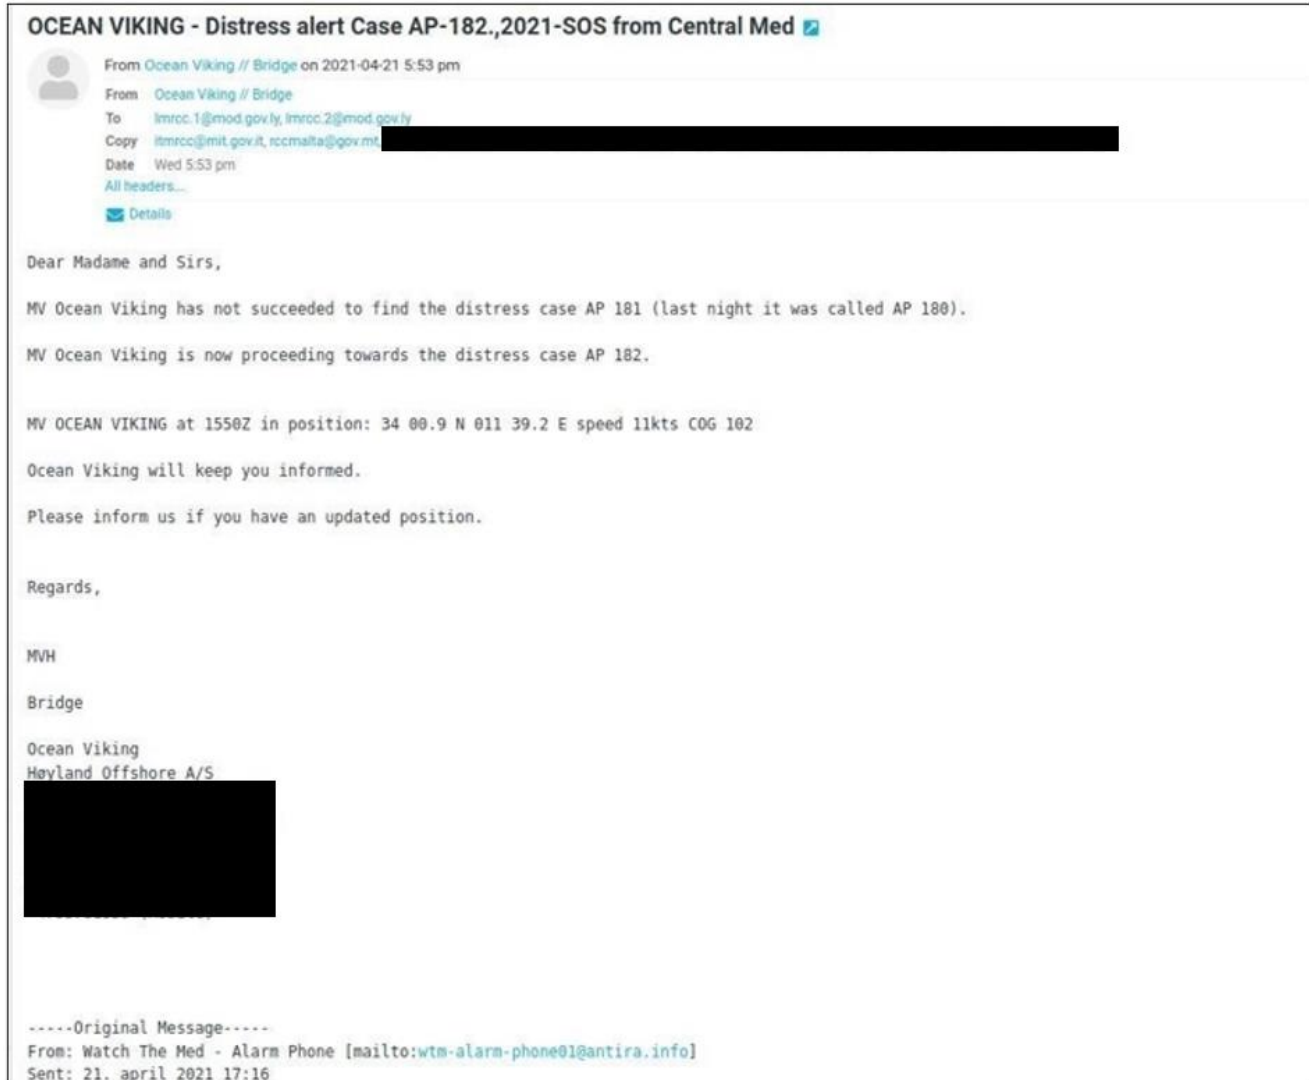 OCEAN VIKING - Distress alert Case AP-182.,2021-SOS from Central Med
From Ocean Viking // Bridge on 2021-04-21 5:53 pm
From Ocean Viking // Bridge
To lmrcc.1@mod.gov.ly, lmrcc.2@mod.gov.ly
Copy itmrcc@mit.gov.it, rccmalta@gov.mt,
Date Wed 5:53 pm
All headers...
Details
Dear Madame and Sirs,
MV Ocean Viking has not succeeded to find the distress case AP 181 (last night it was called AP 180).
MV Ocean Viking is now proceeding towards the distress case AP 182.
MV OCEAN VIKING at 1550Z in position: 34 00.9 N 011 39.2 E speed 11kts COG 102
Ocean Viking will keep you informed.
Please inform us if you have an updated position.
Regards,
MVH
Bridge
Ocean Viking
Høyland Offshore A/S
-----Original Message-----
From: Watch The Med - Alarm Phone [mailto:wtm-alarm-phone01@antira.info]
Sent: 21. april 2021 17:16